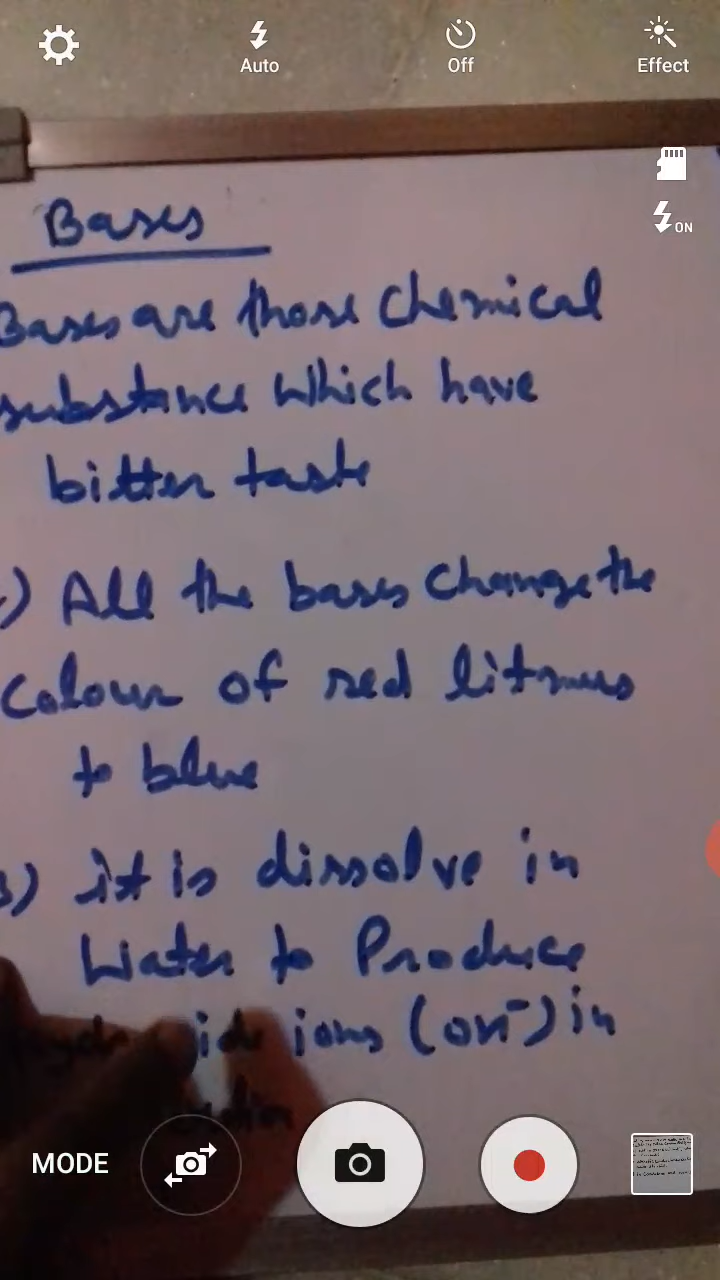 Auto
Off
Effect
ON
Bases
Bases are those Chemical
substance which have
bitter taste
) All the bases change the
colour of red litmus
to blue
3) it is dissolve in
Water to Produce
ions (OH⁻) in
MODE